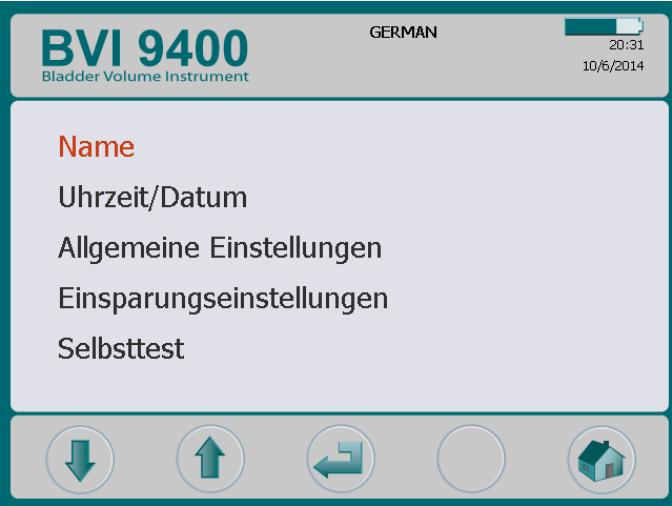 BVI 9400
Bladder Volume Instrument
GERMAN
20:31
10/6/2014
Name
Uhrzeit/Datum
Allgemeine Einstellungen
Einsparungseinstellungen
Selbsttest